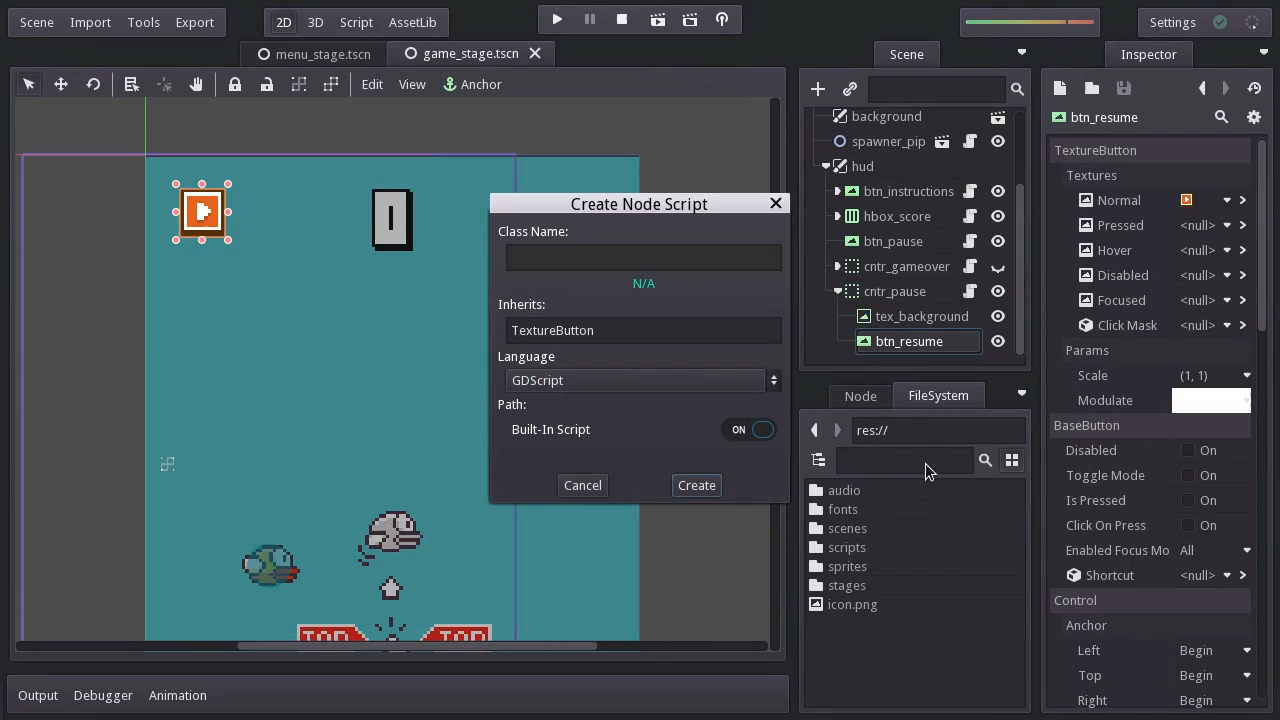 Scene Import Tools Export
2D 3D Script AssetLib
Settings
menu_stage.tscn
game_stage.tscn
Edit View Anchor
Create Node Script
Class Name:
N/A
Inherits:
TextureButton
Language
GDScript
Path:
Built-In Script
ON
Cancel Create
TOP TOP
Output Debugger Animation
Scene
background
spawner_pip
hud
btn_instructions
hbox_score
btn_pause
cntr_gameover
cntr_pause
tex_background
btn_resume
Node FileSystem
res://
audio
fonts
scenes
scripts
sprites
stages
icon.png
Inspector
btn_resume
TextureButton
Textures
Normal
Pressed <null>
Hover <null>
Disabled <null>
Focused <null>
Click Mask <null>
Params
Scale (1, 1)
Modulate
BaseButton
Disabled On
Toggle Mode On
Is Pressed On
Click On Press On
Enabled Focus Mo All
Shortcut <null>
Control
Anchor
Left Begin
Top Begin
Right Begin